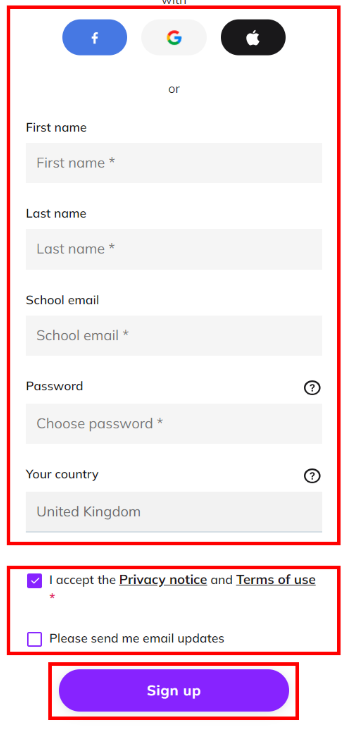 with
f
G
or
First name
First name *
Last name
Last name *
School email
School email *
Password
?
Choose password *
Your country
?
United Kingdom
I accept the Privacy notice and Terms of use
*
Please send me email updates
Sign up